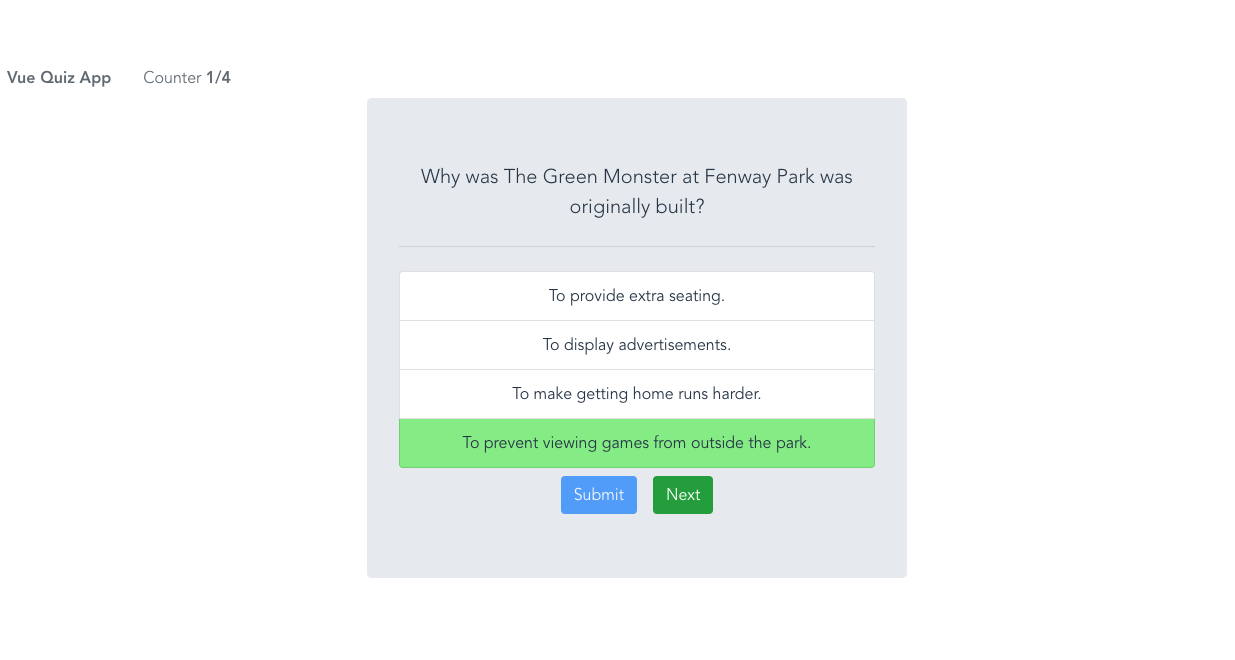 Vue Quiz App Counter 1/4
Why was The Green Monster at Fenway Park was
originally built?
To provide extra seating.
To display advertisements.
To make getting home runs harder.
To prevent viewing games from outside the park.
Submit Next